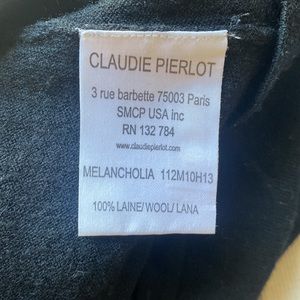 CLAUDIE PIERLOT
3 rue barbette 75003 Paris
SMCP USA inc
RN 132 784
www.claudiepierlot.com
MELANCHOLIA 112M10H13
100% LAINE/ WOOL/ LANA